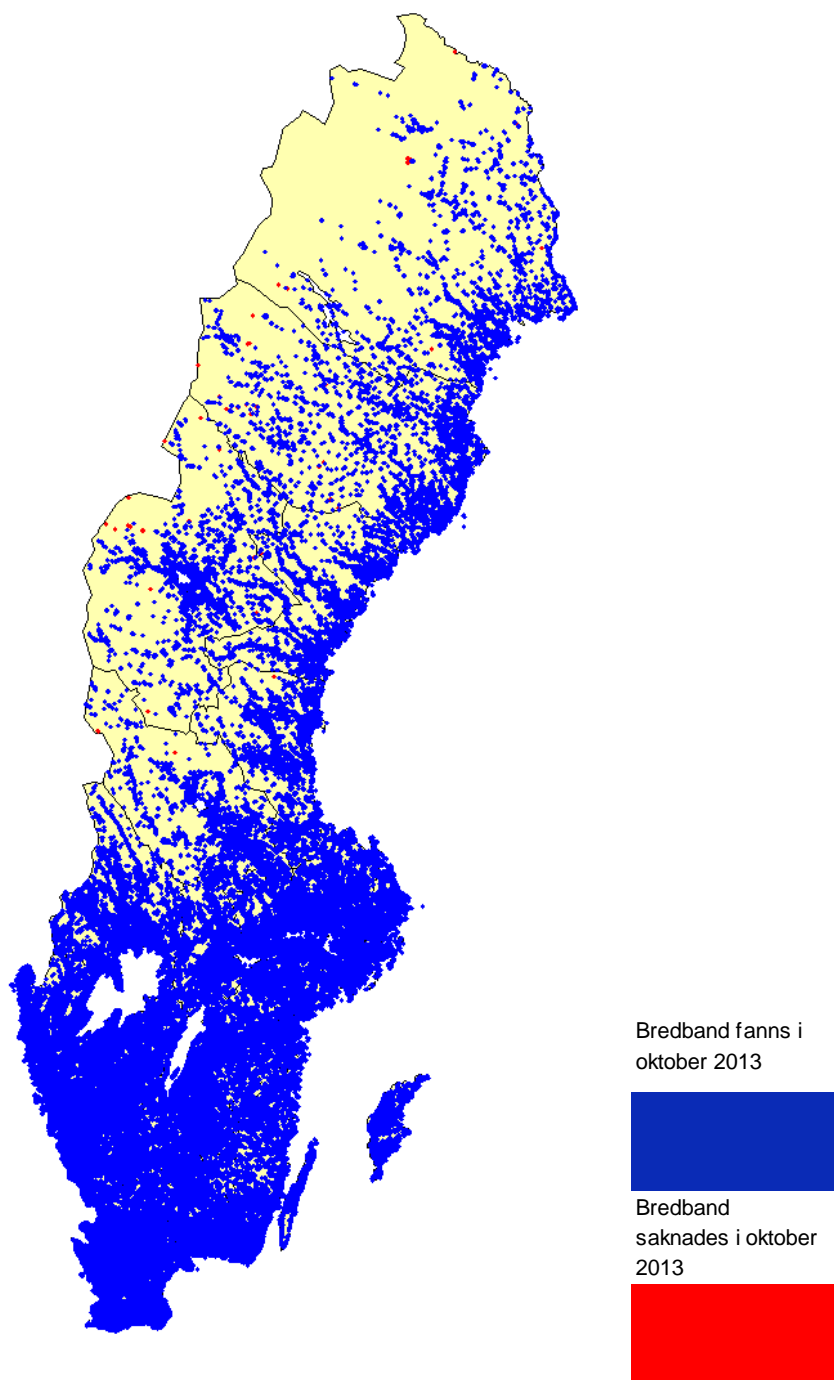 Bredband fanns i
oktober 2013
Bredband
saknades i oktober
2013